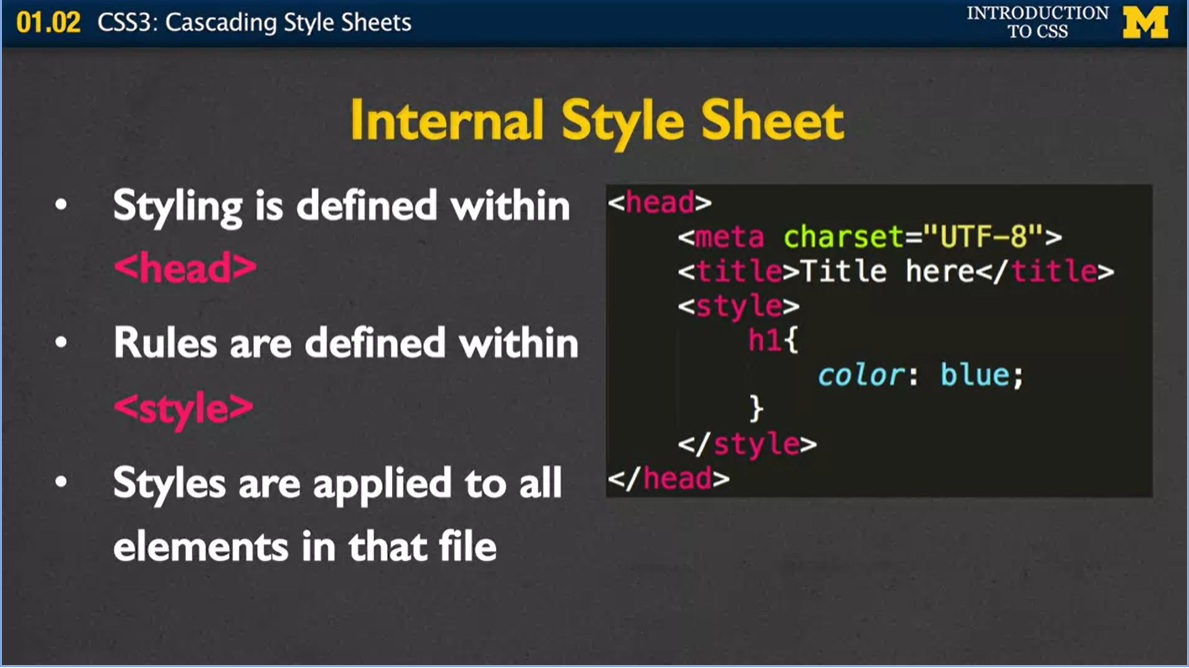 01.02 CSS3: Cascading Style Sheets
INTRODUCTION
TO CSS
M
Internal Style Sheet
• Styling is defined within
<head>
• Rules are defined within
<style>
• Styles are applied to all
elements in that file
<head>
<meta charset="UTF-8">
<title>Title here</title>
<style>
h1{
color: blue;
}
</style>
</head>